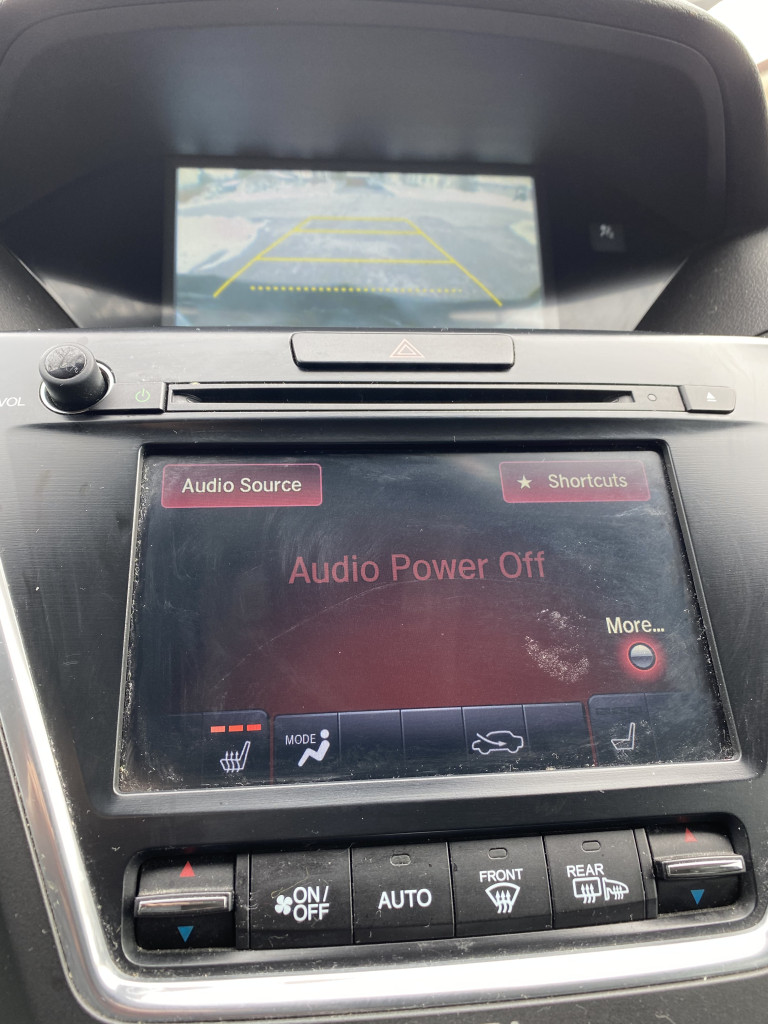 VOL
Audio Source
★ Shortcuts
Audio Power Off
More...
MODE
ON/
OFF
AUTO
FRONT
REAR